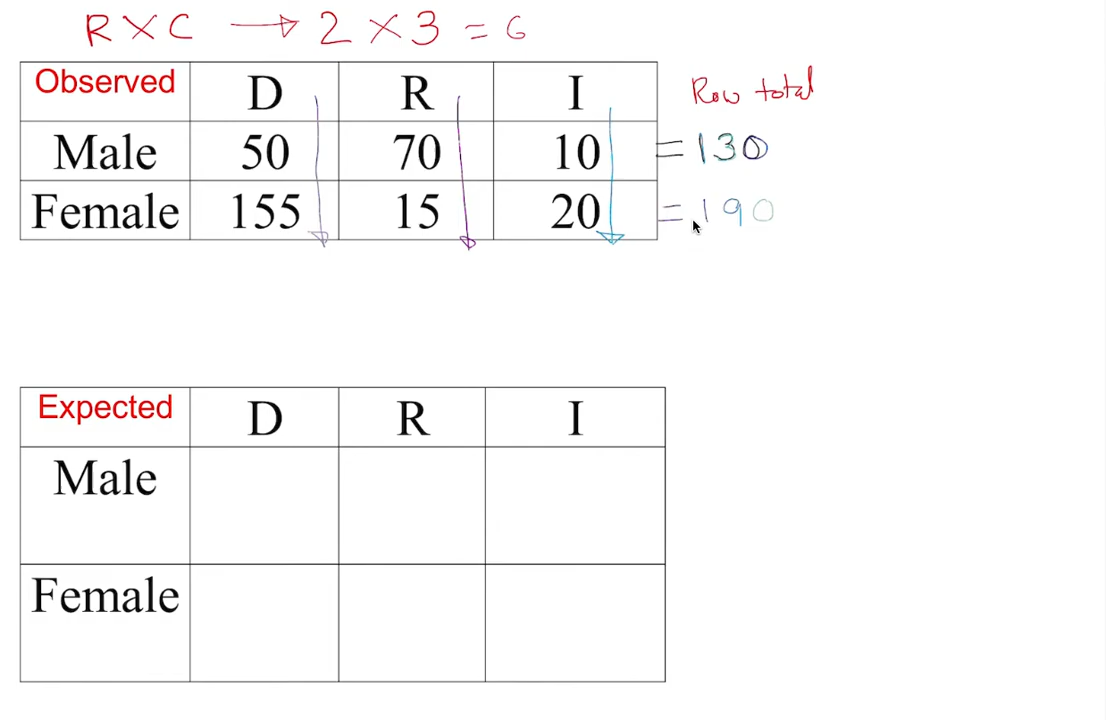 R X C → 2 X 3 = 6
Observed D R I Row total
Male 50 70 10 = 130
Female 155 15 20 = 190
Expected D R I
Male
Female